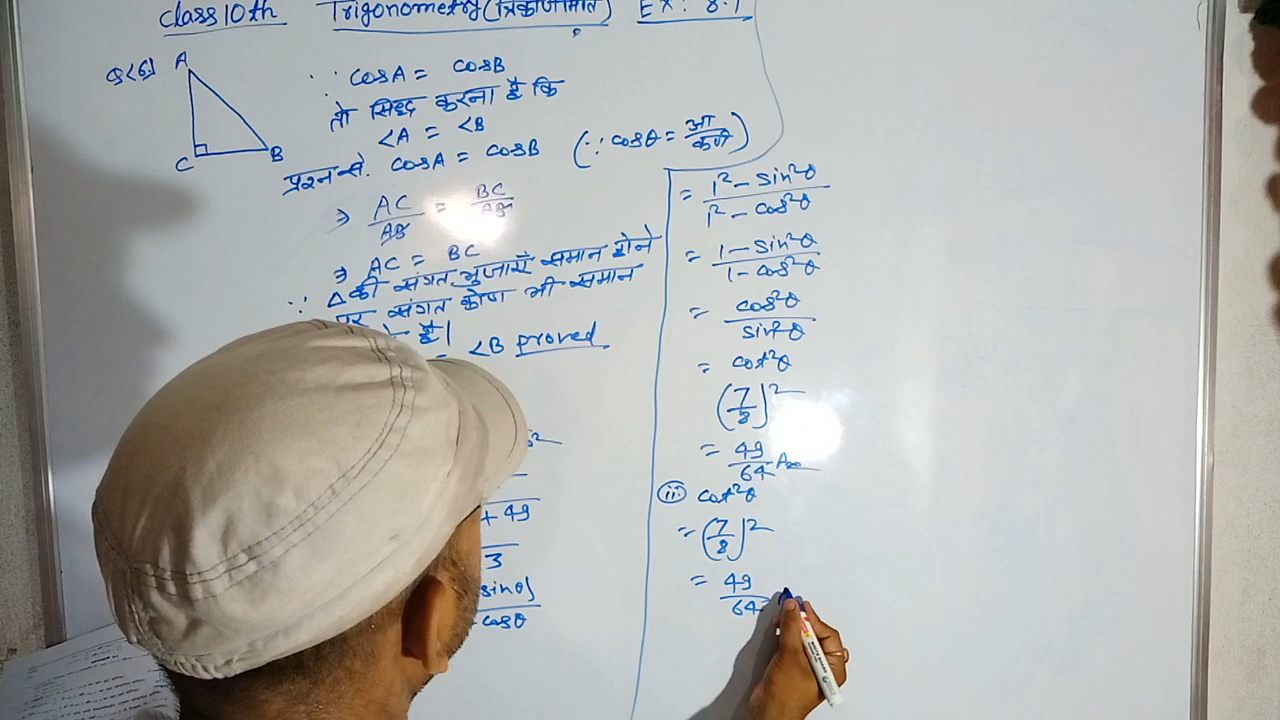 Class 10th Trigonometry (त्रिकोणमिति) Ex: 8.1
Q<6>
A
C
B
∵ cosA = cosB
तो सिद्ध करना है कि
<A = <B
प्रश्न से. cosA = cosB (∵ cosθ = आ/कर्ण)
⇒ AC/AB = BC/AB
⇒ AC = BC
∵ △ की संगत भुजाएँ समान होने
पर संगत कोण भी समान
है।
= <B proved
+ 49
3
sinθ)
cosθ
= 1² - sin²θ / 1² - cos²θ
= 1 - sin²θ / 1 - cos²θ
= cos²θ / sin²θ
= cot²θ
(7/8)²
= 49/64 Ans
(ii) cot²θ
= (7/8)²
= 49/64